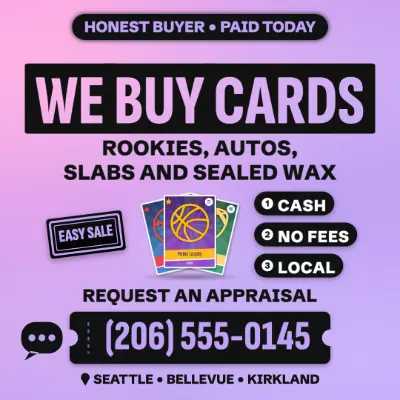 HONEST BUYER • PAID TODAY
WE BUY CARDS
ROOKIES, AUTOS,
SLABS AND SEALED WAX
EASY SALE
1 CASH
2 NO FEES
3 LOCAL
REQUEST AN APPRAISAL
(206) 555-0145
SEATTLE • BELLEVUE • KIRKLAND